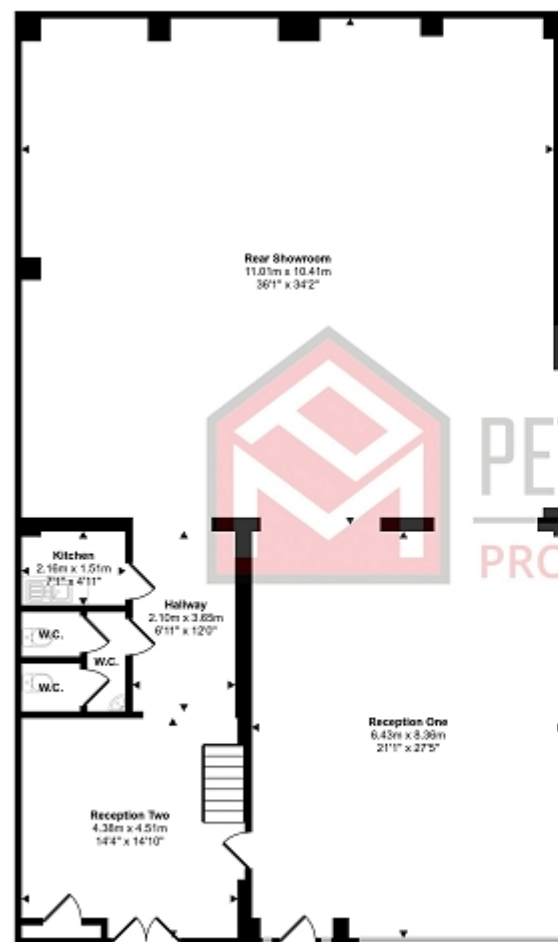 Rear Showroom
11.01m x 10.41m
36'1" x 34'2"
PE
PRO
Kitchen
2.16m x 1.51m
7'1" x 4'11"
Hallway
2.10m x 3.65m
6'11" x 12'0"
W.C.
W.C.
W.C.
Reception One
6.43m x 8.36m
21'1" x 27'5"
Reception Two
4.38m x 4.51m
14'4" x 14'10"